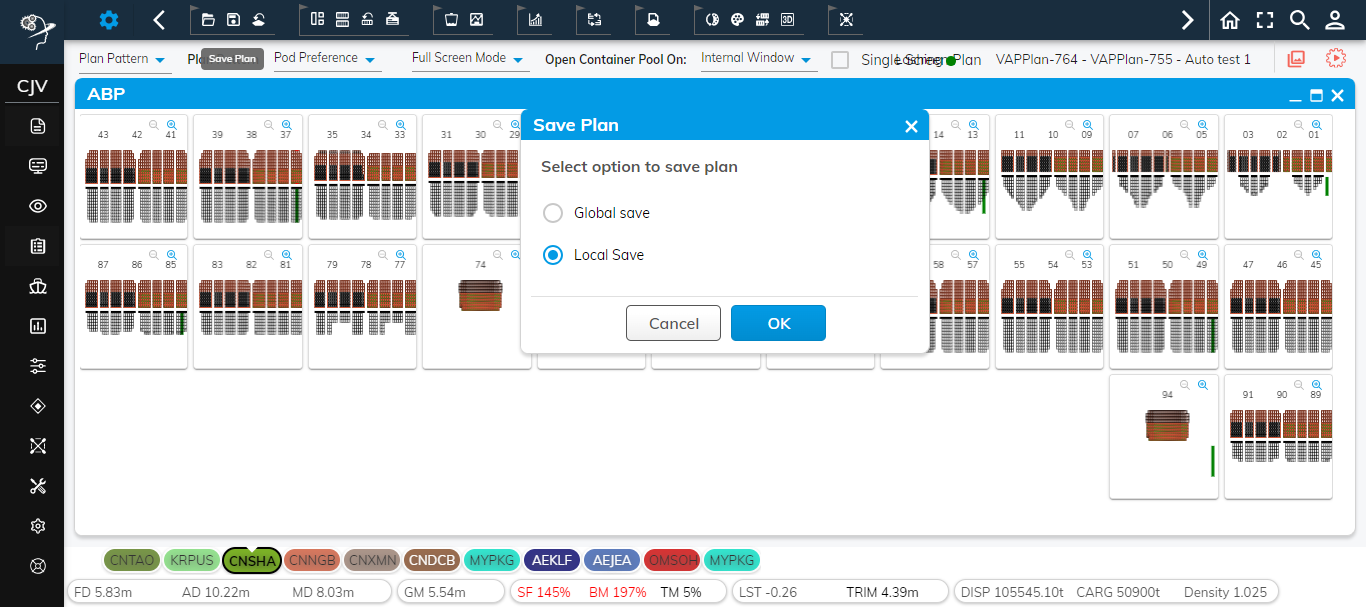 3D
Plan Pattern
Save Plan
Pod Preference
Full Screen Mode
Open Container Pool On:
Internal Window
Single Screen Plan
VAPPlan-764 - VAPPlan-755 - Auto test 1
CJV
ABP
43 42 41
39 38 37
35 34 33
31 30 29
14 13
11 10 09
07 06 05
03 02 01
Save Plan
Select option to save plan
Global save
Local Save
Cancel
OK
87 86 85
83 82 81
79 78 77
74
58 57
55 54 53
51 50 49
47 46 45
94
91 90 89
CNTAO KRPUS CNSHA CNNGB CNXMN CNDCB MYPKG AEKLF AEJEA OMSOH MYPKG
FD 5.83m AD 10.22m MD 8.03m GM 5.54m SF 145% BM 197% TM 5% LST -0.26 TRIM 4.39m DISP 105545.10t CARG 50900t Density 1.025